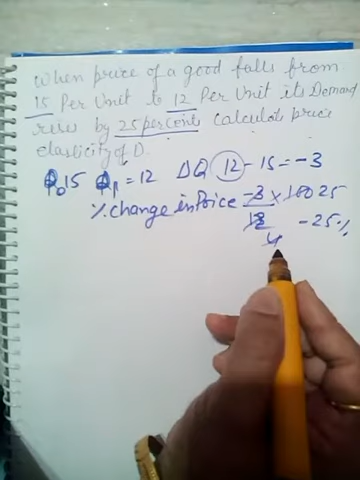 When price of a good falls from
15 Per Unit to 12 Per Unit its Demand
rises by 25 percent calculate price
elasticity of D.
P0 15 P1 = 12 ΔQ 12 - 15 = -3
% change in Price -3 × 100 25
12 -25%
4